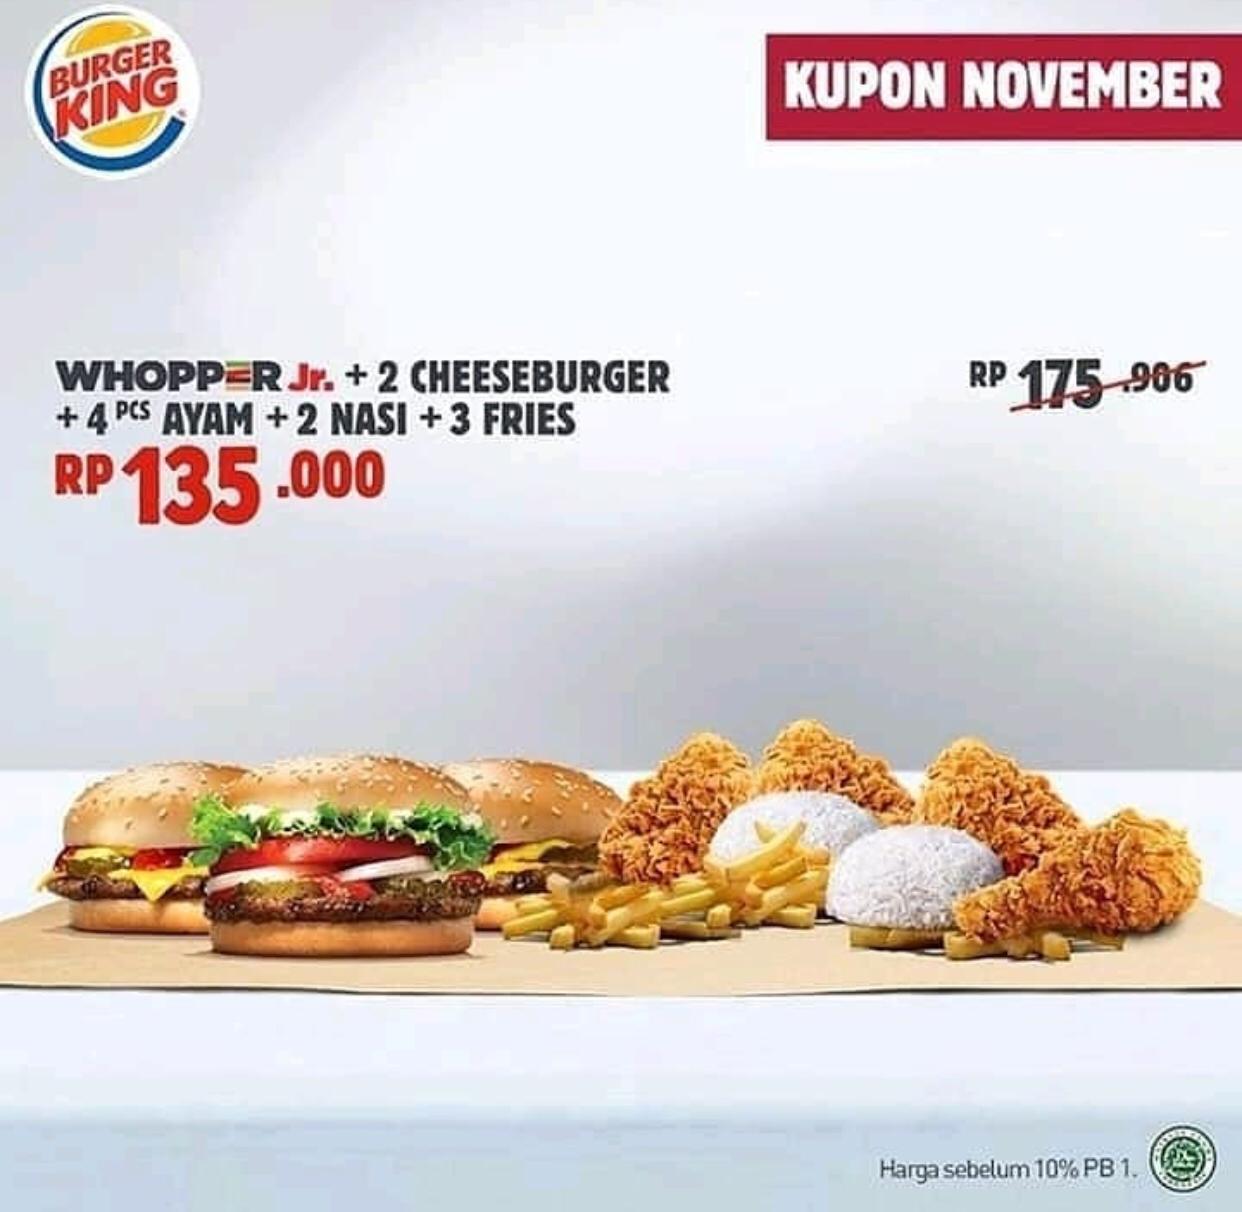 BURGER
KING
KUPON NOVEMBER
WHOPPER Jr. + 2 CHEESEBURGER
+ 4 PCS AYAM + 2 NASI + 3 FRIES
RP 135.000
RP 175.906
Harga sebelum 10% PB 1.